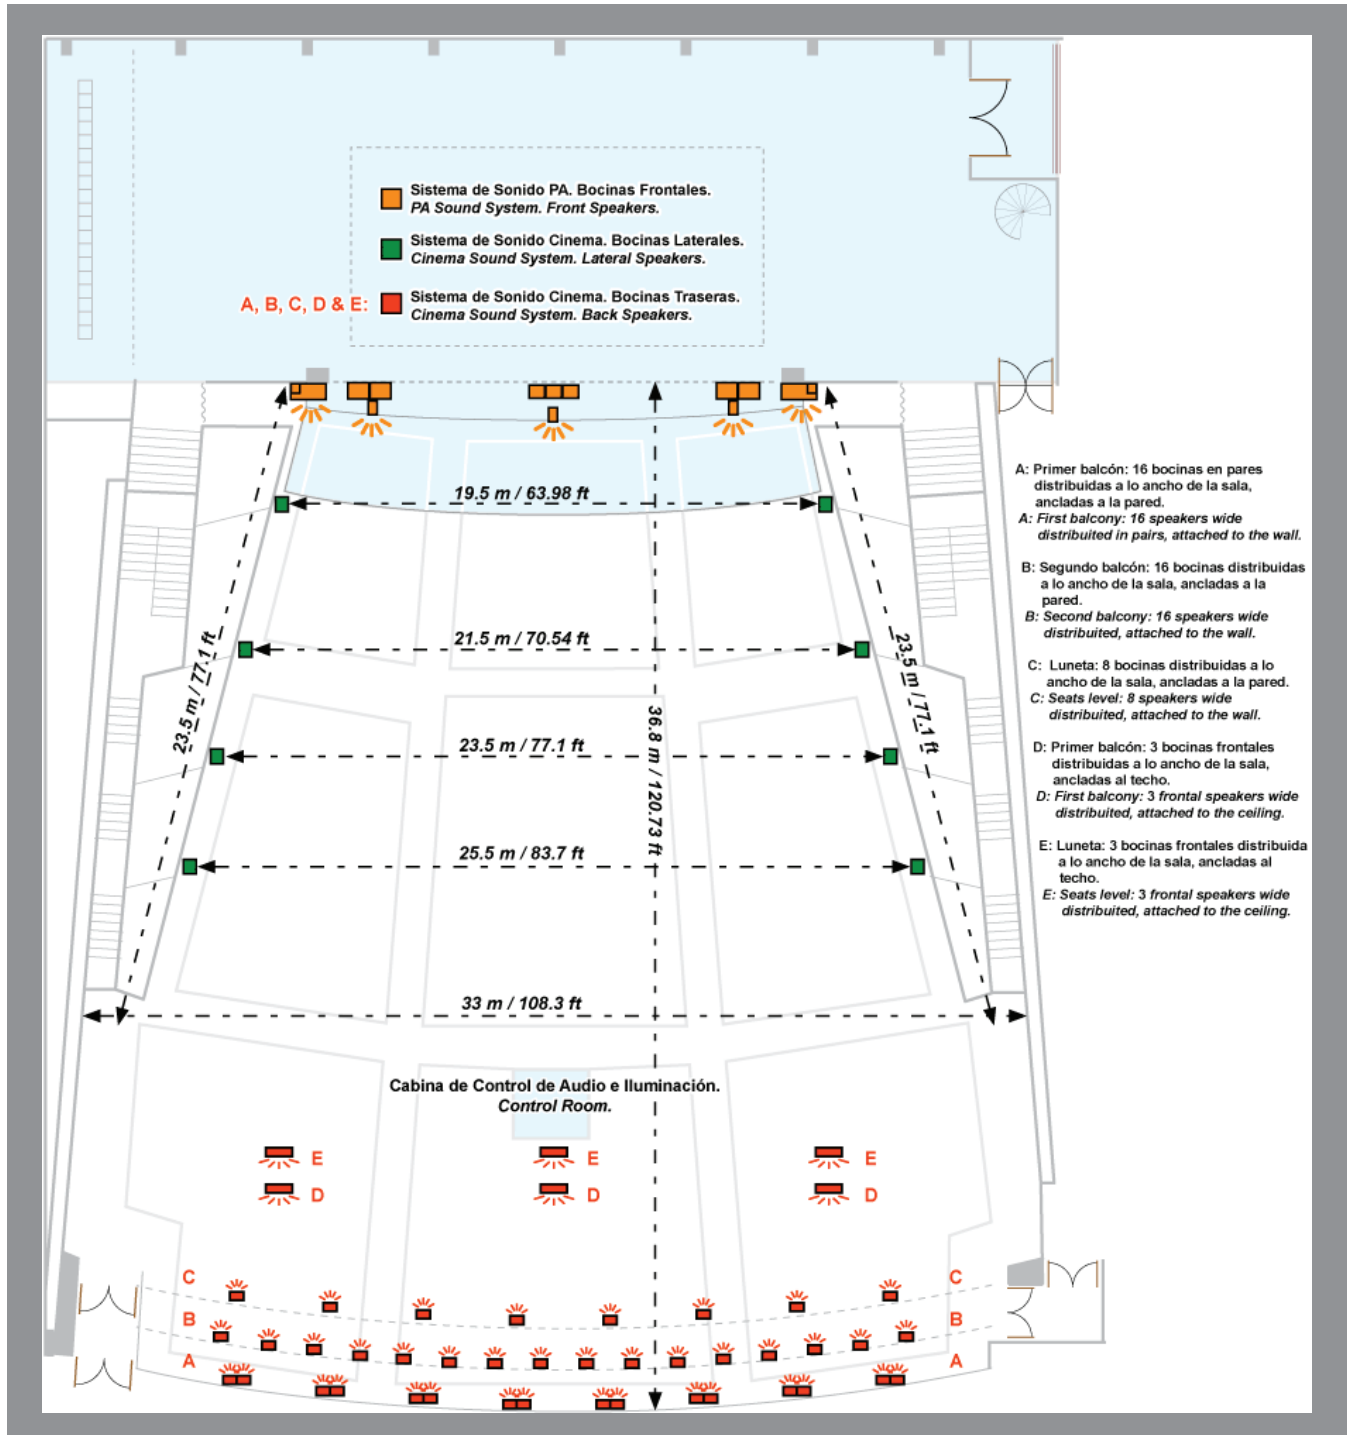 Sistema de Sonido PA. Bocinas Frontales.
PA Sound System. Front Speakers.
Sistema de Sonido Cinema. Bocinas Laterales.
Cinema Sound System. Lateral Speakers.
A, B, C, D & E:
Sistema de Sonido Cinema. Bocinas Traseras.
Cinema Sound System. Back Speakers.
19.5 m / 63.98 ft
21.5 m / 70.54 ft
23.5 m / 77.1 ft
23.5 m / 77.1 ft
36.8 m / 120.73 ft
23.5 m / 77.1 ft
25.5 m / 83.7 ft
33 m / 108.3 ft
A: Primer balcón: 16 bocinas en pares
distribuidas a lo ancho de la sala,
ancladas a la pared.
A: First balcony: 16 speakers wide
distribuited in pairs, attached to the wall.
B: Segundo balcón: 16 bocinas distribuidas
a lo ancho de la sala, ancladas a la
pared.
B: Second balcony: 16 speakers wide
distribuited, attached to the wall.
C: Luneta: 8 bocinas distribuidas a lo
ancho de la sala, ancladas a la pared.
C: Seats level: 8 speakers wide
distribuited, attached to the wall.
D: Primer balcón: 3 bocinas frontales
distribuidas a lo ancho de la sala,
ancladas al techo.
D: First balcony: 3 frontal speakers wide
distribuited, attached to the ceiling.
E: Luneta: 3 bocinas frontales distribuida
a lo ancho de la sala, ancladas al
techo.
E: Seats level: 3 frontal speakers wide
distribuited, attached to the ceiling.
Cabina de Control de Audio e Iluminación.
Control Room.
E E E
D D D
C C
B B
A A